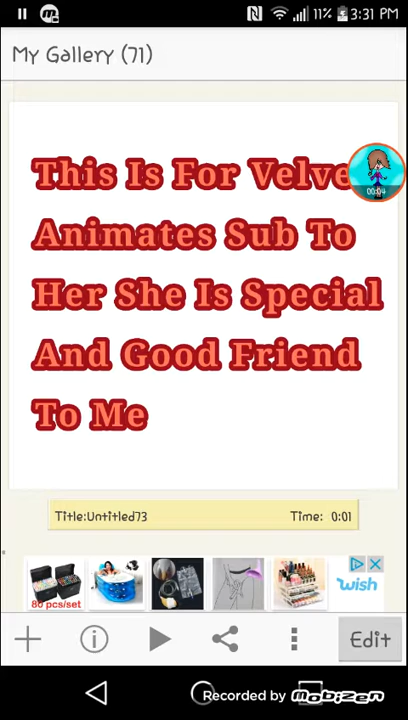 11% 3:31 PM
My Gallery (71)
This Is For Velve
Animates Sub To
Her She Is Special
And Good Friend
To Me
00:04
Title:Untitled73 Time: 0:01
80 pcs/set
wish
Edit
Recorded by Mobizen